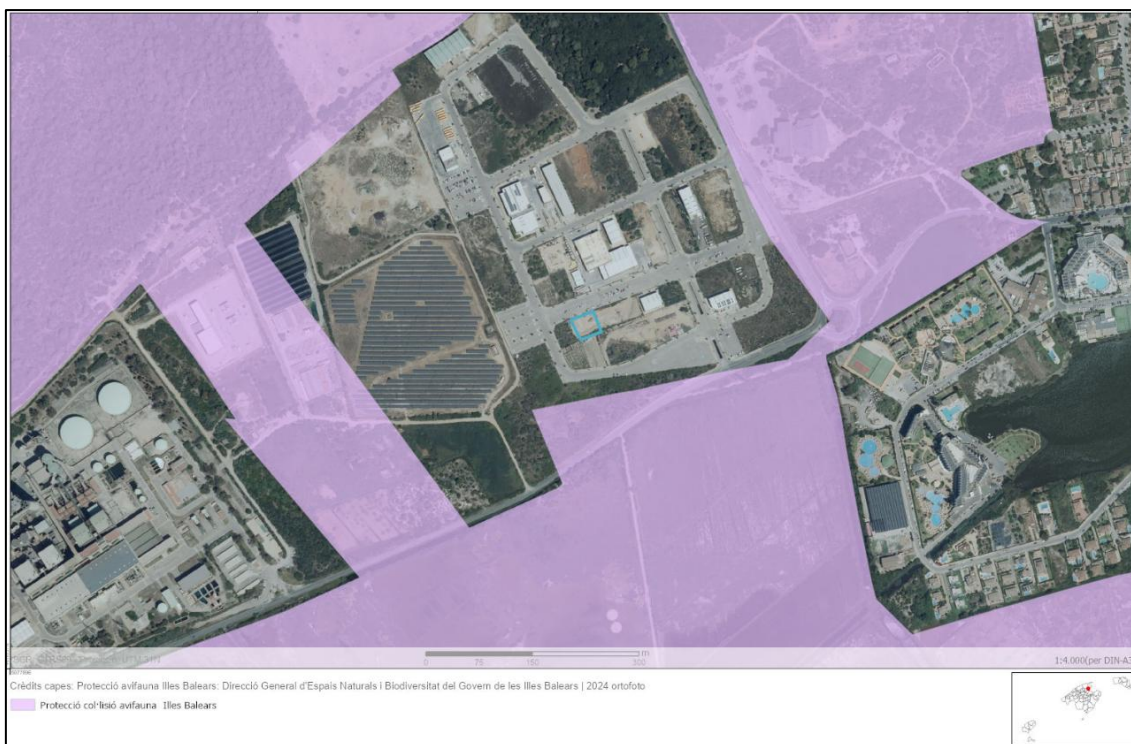 0 75 150 300 m
1:4.000(per DIN-A3
Crèdits capes: Protecció avifauna Illes Balears: Direcció General d'Espais Naturals i Biodiversitat del Govern de les Illes Balears | 2024 ortofoto
Protecció col·lisió avifauna Illes Balears